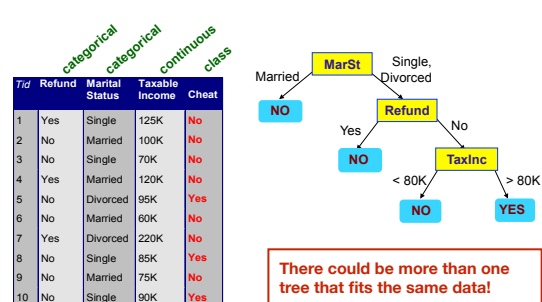 categorical
categorical
continuous
class
Tid Refund Marital Status Taxable Income Cheat
1 Yes Single 125K No
2 No Married 100K No
3 No Single 70K No
4 Yes Married 120K No
5 No Divorced 95K Yes
6 No Married 60K No
7 Yes Divorced 220K No
8 No Single 85K Yes
9 No Married 75K No
10 No Single 90K Yes
MarSt
Married
Single,
Divorced
NO
Refund
Yes
No
NO
TaxInc
< 80K
> 80K
NO
YES
There could be more than one
tree that fits the same data!